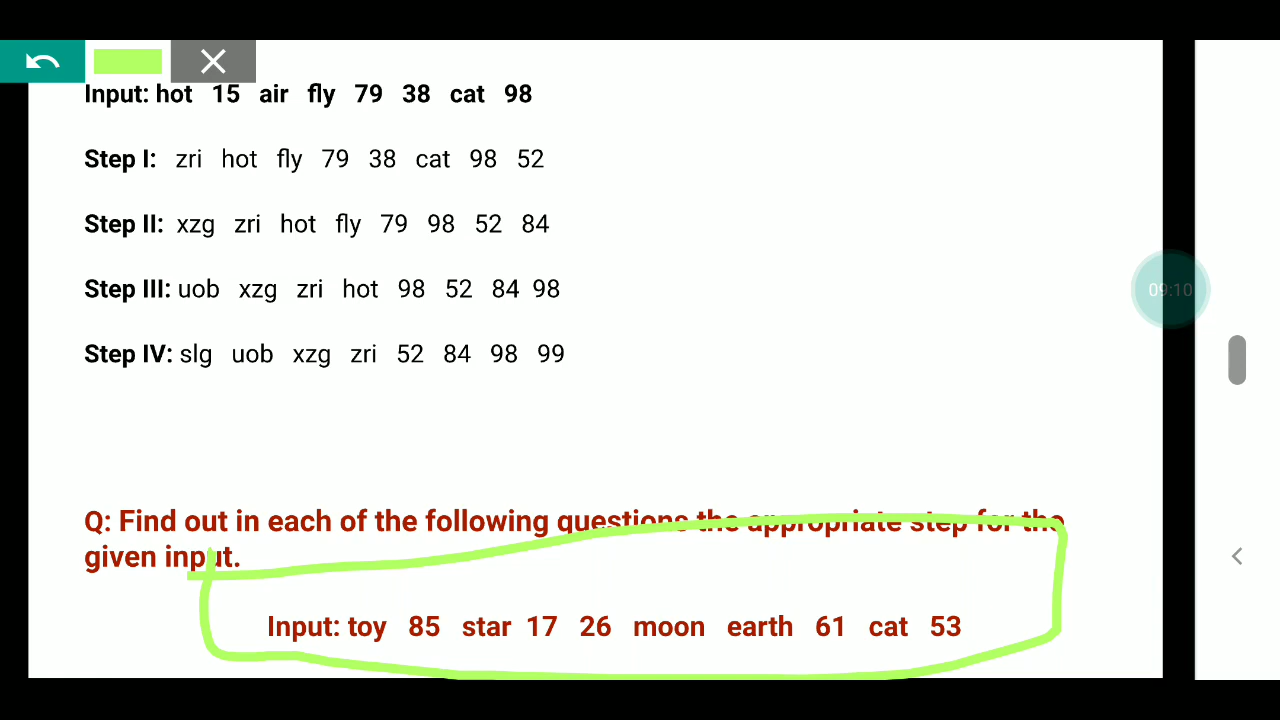 Input: hot 15 air fly 79 38 cat 98
Step I: zri hot fly 79 38 cat 98 52
Step II: xzg zri hot fly 79 98 52 84
Step III: uob xzg zri hot 98 52 84 98
Step IV: slg uob xzg zri 52 84 98 99
09:10
Q: Find out in each of the following questions the appropriate step for the
given input.
Input: toy 85 star 17 26 moon earth 61 cat 53